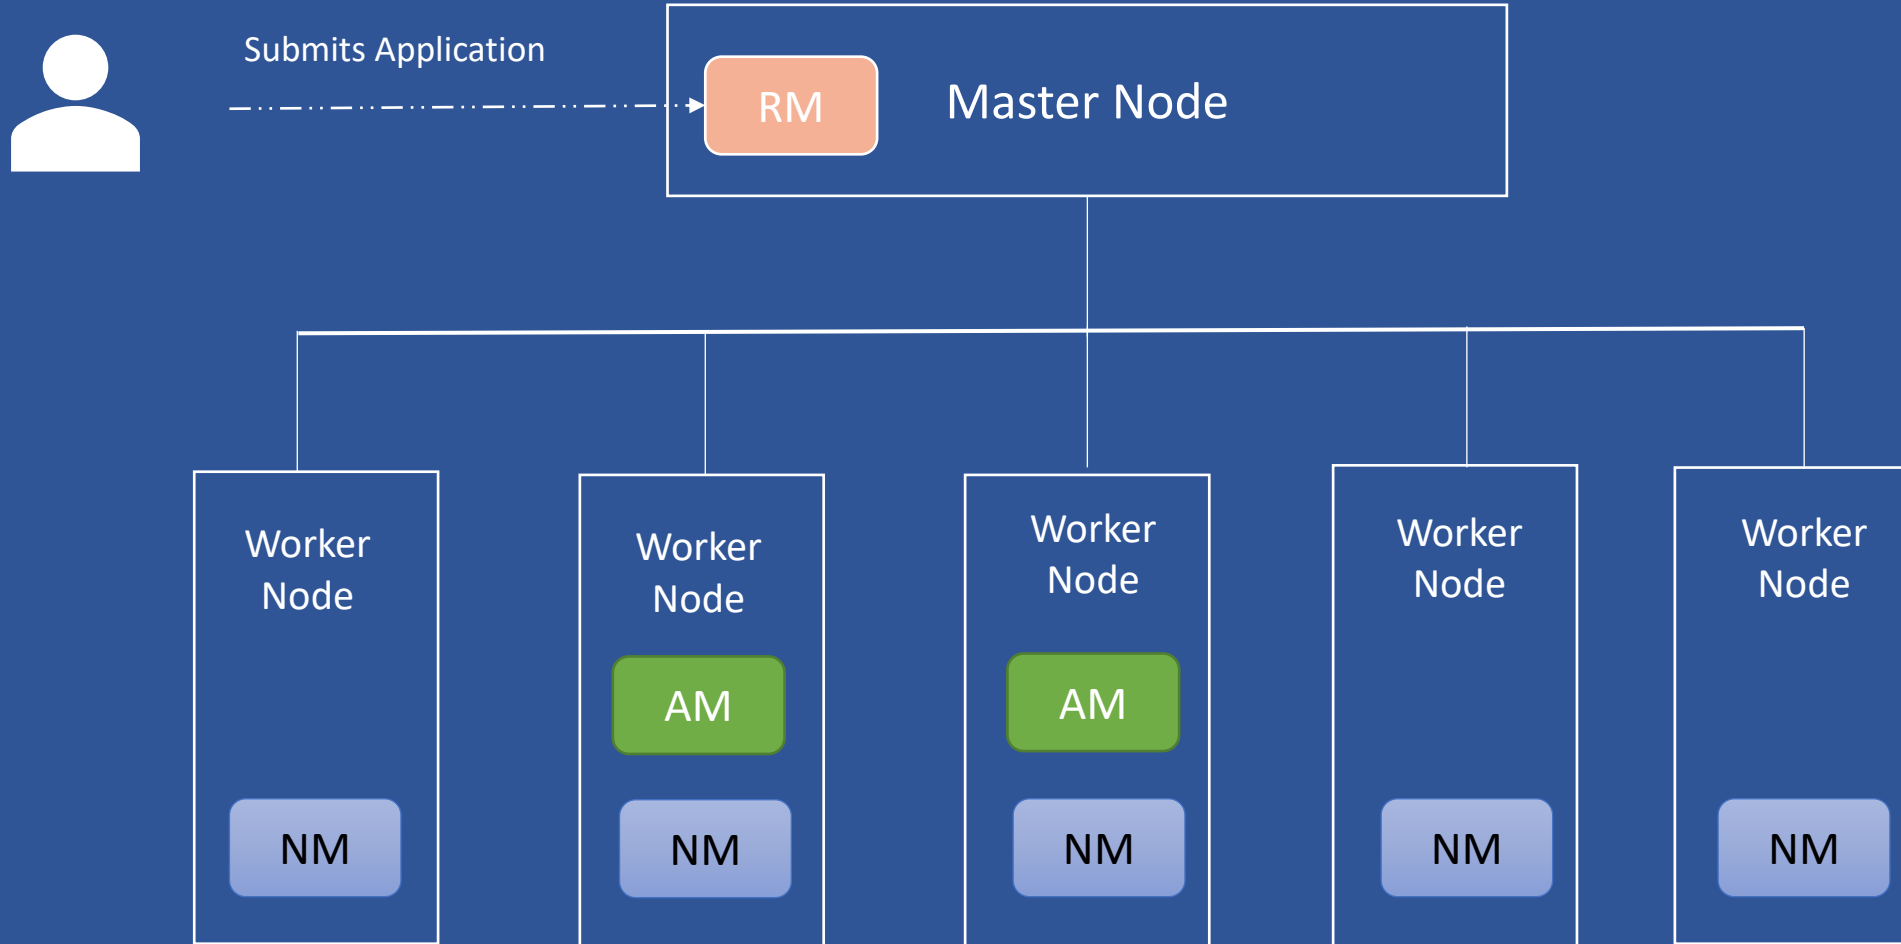 Submits Application
RM
Master Node
Worker
Node
Worker
Node
Worker
Node
Worker
Node
Worker
Node
AM
AM
NM
NM
NM
NM
NM